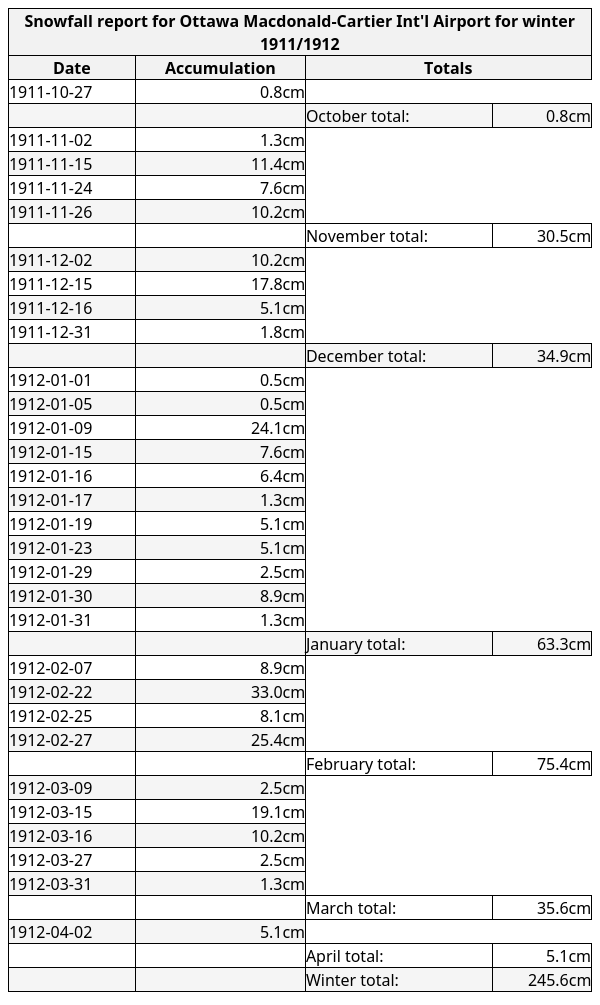 Snowfall report for Ottawa Macdonald-Cartier Int'l Airport for winter
1911/1912
Date Accumulation Totals
1911-10-27 0.8cm
October total: 0.8cm
1911-11-02 1.3cm
1911-11-15 11.4cm
1911-11-24 7.6cm
1911-11-26 10.2cm
November total: 30.5cm
1911-12-02 10.2cm
1911-12-15 17.8cm
1911-12-16 5.1cm
1911-12-31 1.8cm
December total: 34.9cm
1912-01-01 0.5cm
1912-01-05 0.5cm
1912-01-09 24.1cm
1912-01-15 7.6cm
1912-01-16 6.4cm
1912-01-17 1.3cm
1912-01-19 5.1cm
1912-01-23 5.1cm
1912-01-29 2.5cm
1912-01-30 8.9cm
1912-01-31 1.3cm
January total: 63.3cm
1912-02-07 8.9cm
1912-02-22 33.0cm
1912-02-25 8.1cm
1912-02-27 25.4cm
February total: 75.4cm
1912-03-09 2.5cm
1912-03-15 19.1cm
1912-03-16 10.2cm
1912-03-27 2.5cm
1912-03-31 1.3cm
March total: 35.6cm
1912-04-02 5.1cm
April total: 5.1cm
Winter total: 245.6cm